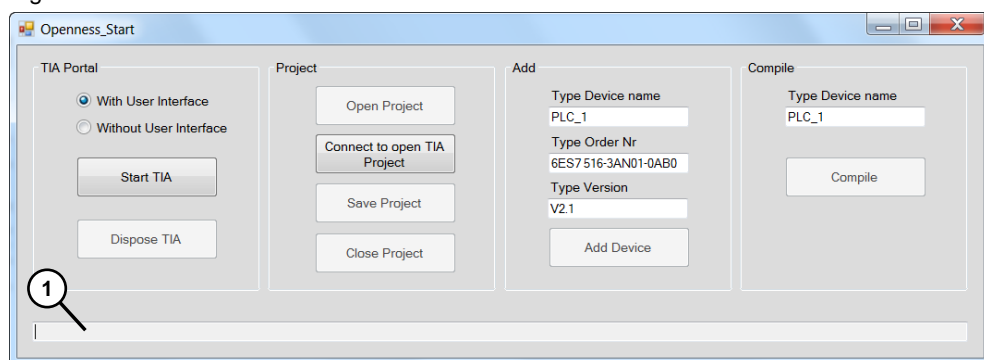 Openness_Start
TIA Portal
With User Interface
Without User Interface
Start TIA
Dispose TIA
Project
Open Project
Connect to open TIA
Project
Save Project
Close Project
Add
Type Device name
PLC_1
Type Order Nr
6ES7 516-3AN01-0AB0
Type Version
V2.1
Add Device
Compile
Type Device name
PLC_1
Compile
1